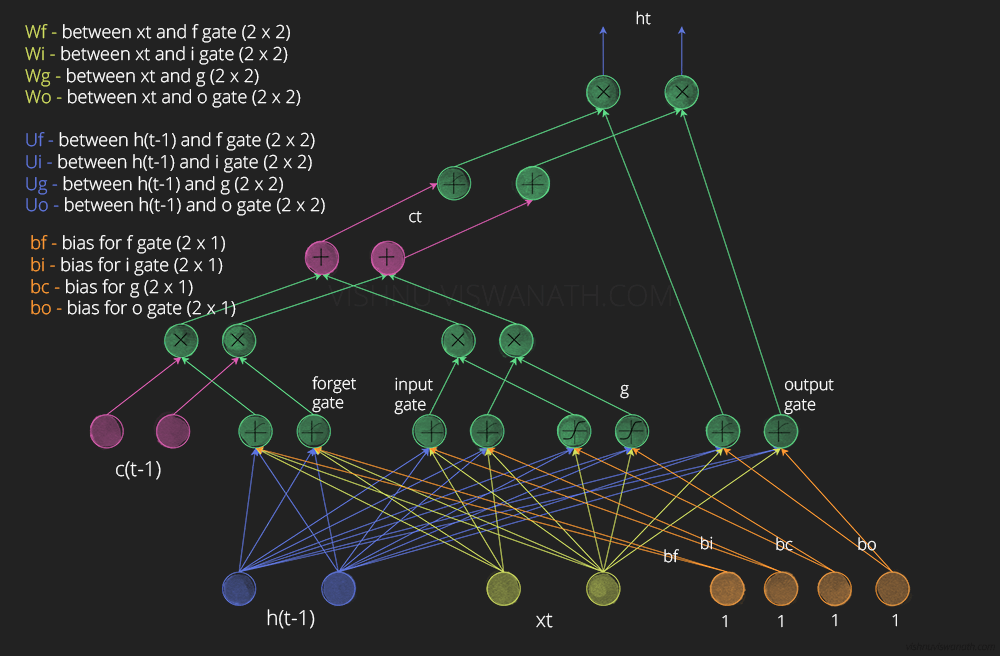 Wf - between xt and f gate (2 x 2)
Wi - between xt and i gate (2 x 2)
Wg - between xt and g (2 x 2)
Wo - between xt and o gate (2 x 2)
Uf - between h(t-1) and f gate (2 x 2)
Ui - between h(t-1) and i gate (2 x 2)
Ug - between h(t-1) and g (2 x 2)
Uo - between h(t-1) and o gate (2 x 2)
bf - bias for f gate (2 x 1)
bi - bias for i gate (2 x 1)
bc - bias for g (2 x 1)
bo - bias for o gate (2 x 1)
ht
ct
forget
gate
input
gate
g
output
gate
c(t-1)
bf
bi
bc
bo
h(t-1)
xt
1
1
1
1